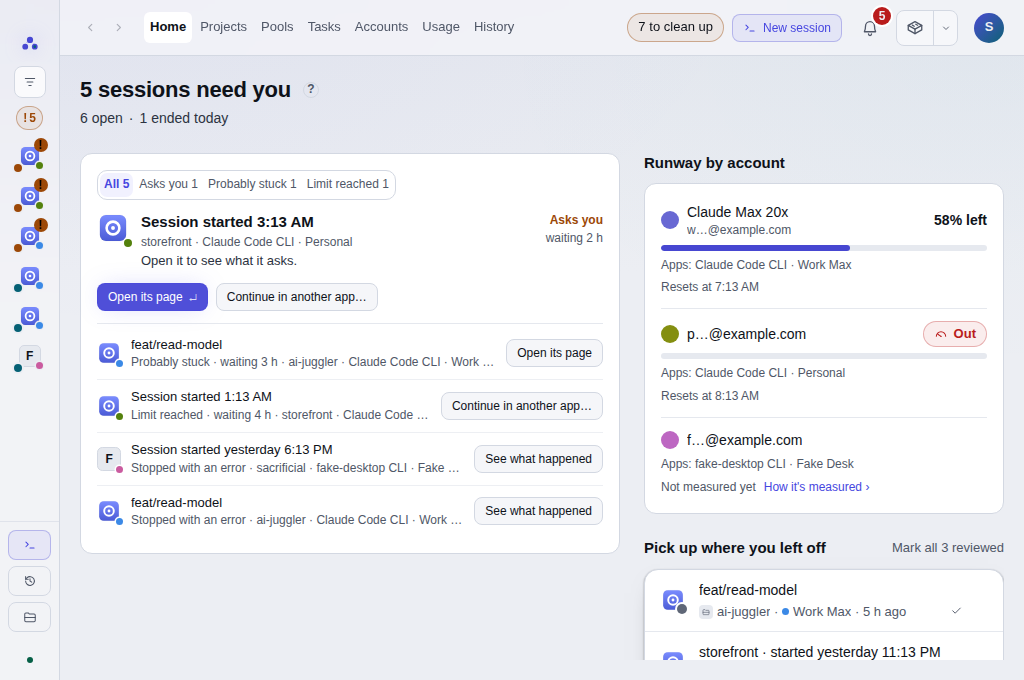 Home Projects Pools Tasks Accounts Usage History 7 to clean up New session 5 S
! 5
!
!
!
F
5 sessions need you ?
6 open · 1 ended today
All 5 Asks you 1 Probably stuck 1 Limit reached 1
Session started 3:13 AM Asks you
storefront · Claude Code CLI · Personal waiting 2 h
Open it to see what it asks.
Open its page Continue in another app…
feat/read-model
Probably stuck · waiting 3 h · ai-juggler · Claude Code CLI · Work … Open its page
Session started 1:13 AM
Limit reached · waiting 4 h · storefront · Claude Code … Continue in another app…
F Session started yesterday 6:13 PM
Stopped with an error · sacrificial · fake-desktop CLI · Fake … See what happened
feat/read-model
Stopped with an error · ai-juggler · Claude Code CLI · Work … See what happened
Runway by account
Claude Max 20x
w…@example.com 58% left
Apps: Claude Code CLI · Work Max
Resets at 7:13 AM
p…@example.com Out
Apps: Claude Code CLI · Personal
Resets at 8:13 AM
f…@example.com
Apps: fake-desktop CLI · Fake Desk
Not measured yet How it's measured ›
Pick up where you left off Mark all 3 reviewed
feat/read-model
ai-juggler · Work Max · 5 h ago
storefront · started yesterday 11:13 PM